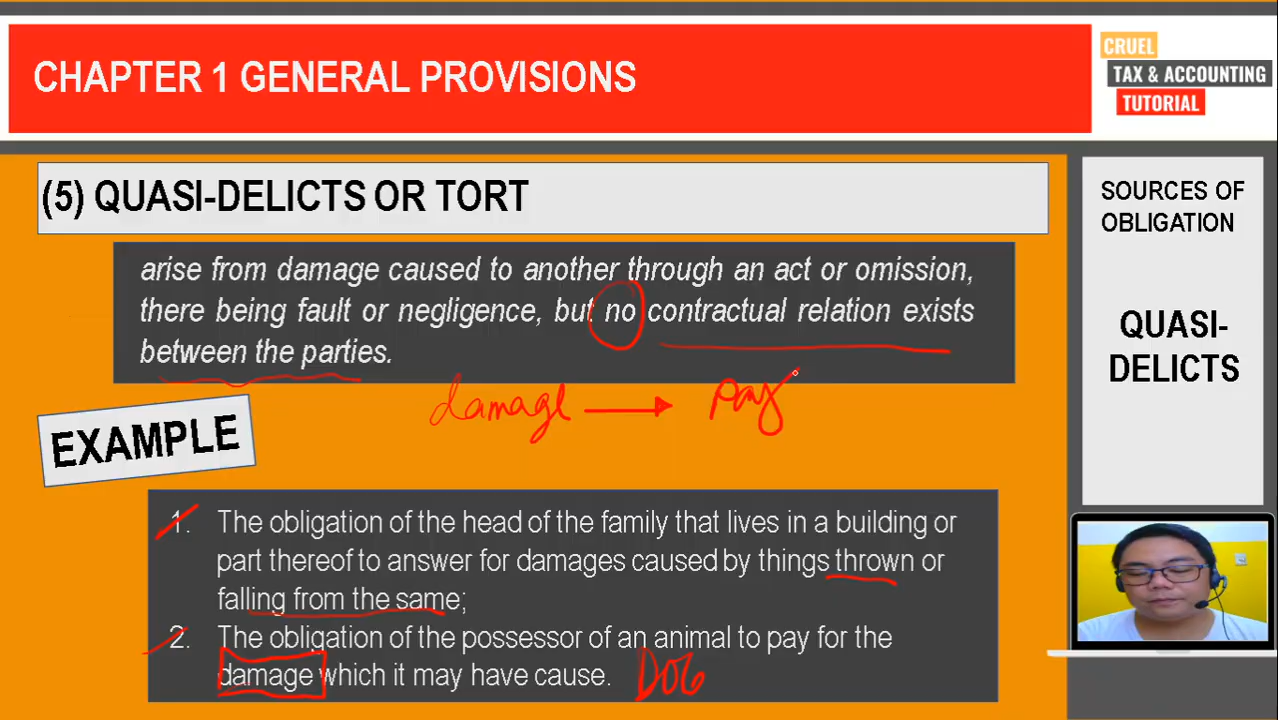 CHAPTER 1 GENERAL PROVISIONS
CRUEL
TAX & ACCOUNTING
TUTORIAL
(5) QUASI-DELICTS OR TORT
arise from damage caused to another through an act or omission,
there being fault or negligence, but no contractual relation exists
between the parties.
damage → pay
EXAMPLE
1. The obligation of the head of the family that lives in a building or
part thereof to answer for damages caused by things thrown or
falling from the same;
2. The obligation of the possessor of an animal to pay for the
damage which it may have cause. DOG
SOURCES OF
OBLIGATION
QUASI-
DELICTS